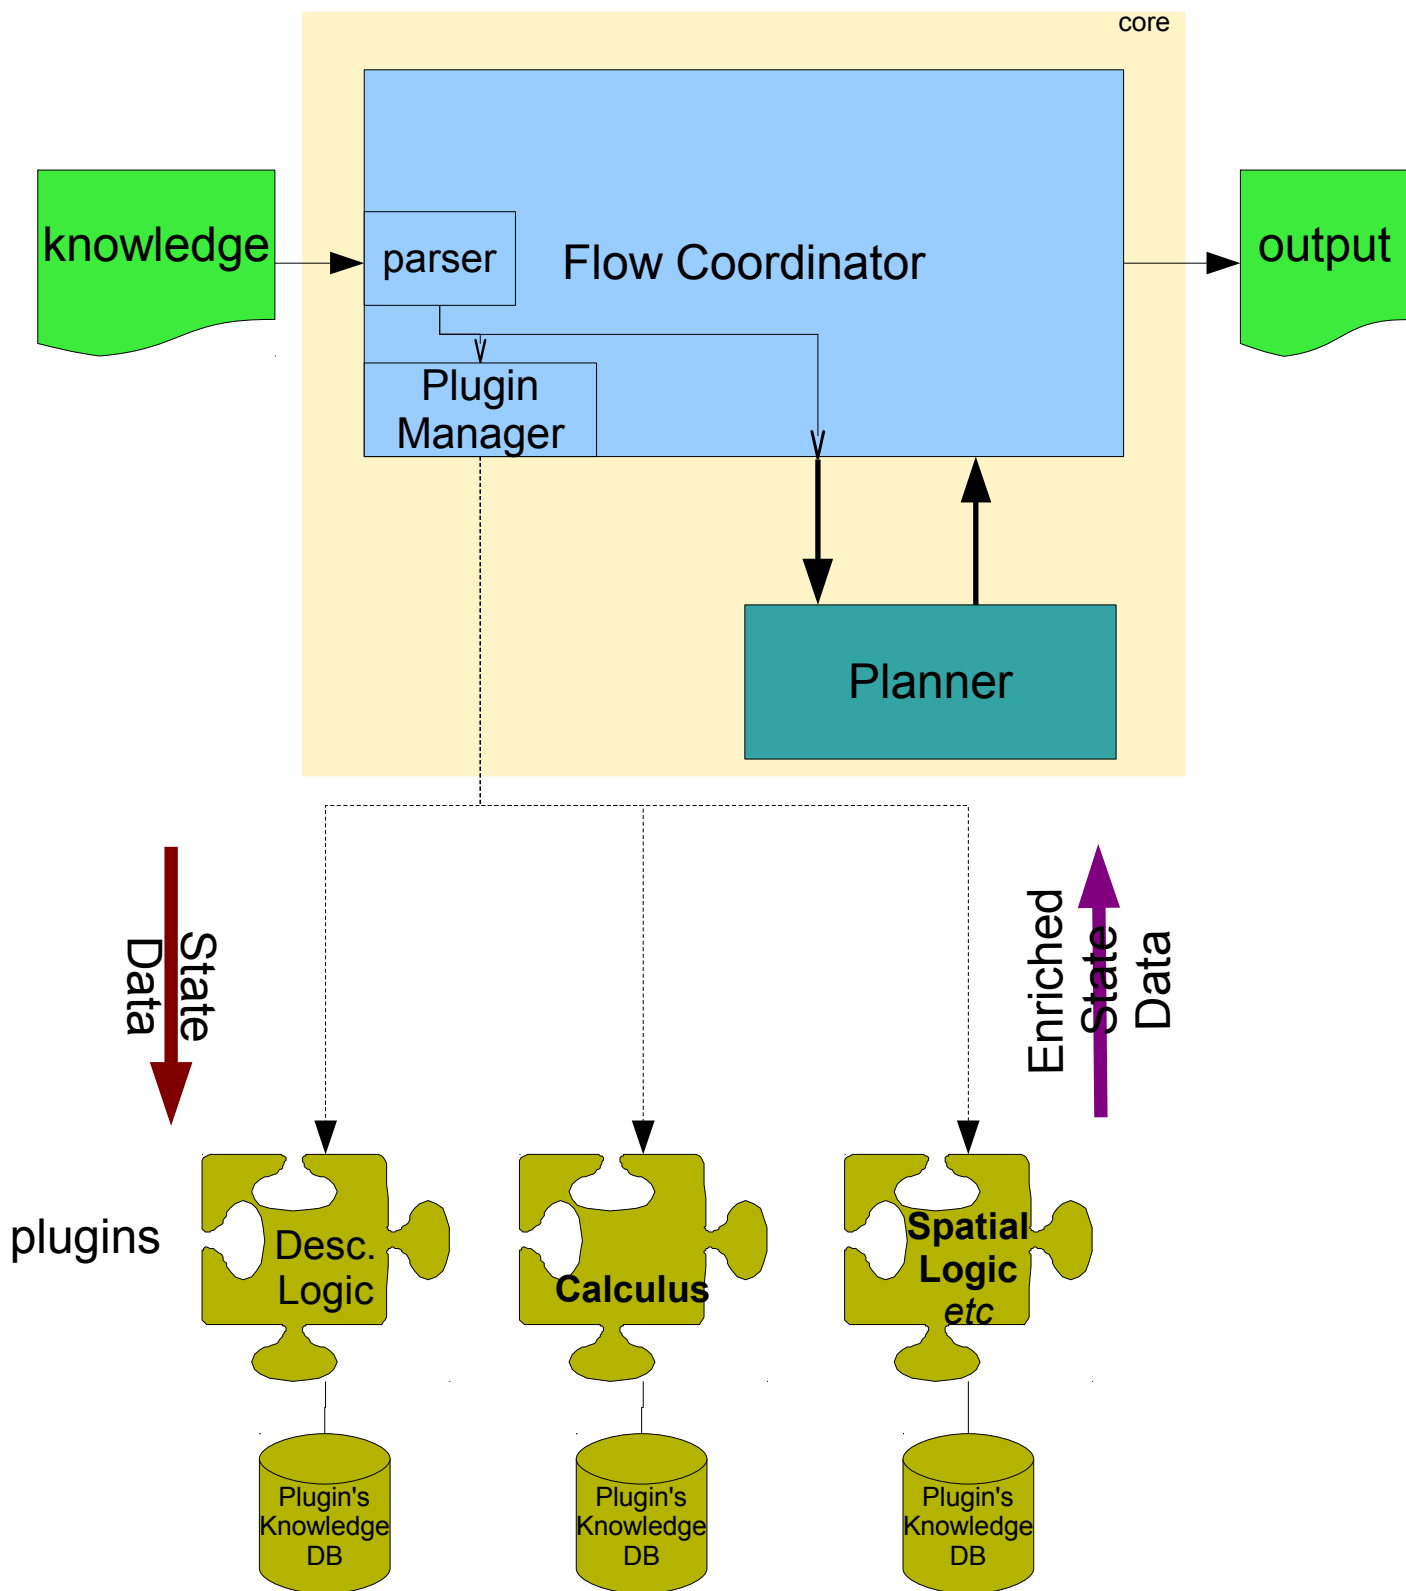 core
knowledge
parser
Flow Coordinator
output
Plugin
Manager
Planner
State
Data
Enriched
State
Data
plugins
Desc.
Logic
Calculus
Spatial
Logic
etc
Plugin's
Knowledge
DB
Plugin's
Knowledge
DB
Plugin's
Knowledge
DB